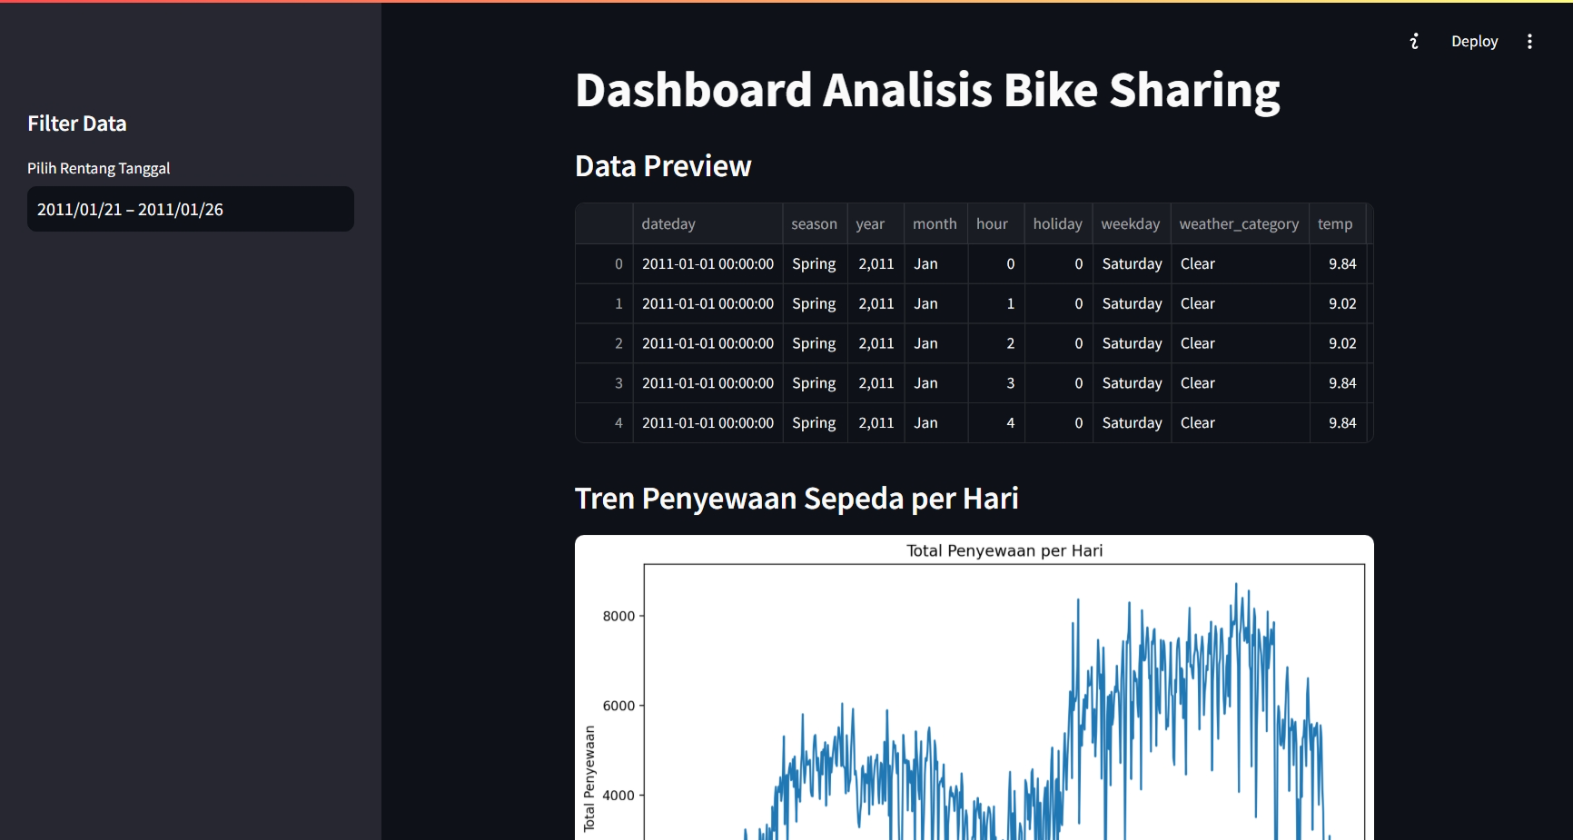 Deploy
Filter Data
Pilih Rentang Tanggal
2011/01/21 – 2011/01/26
Dashboard Analisis Bike Sharing
Data Preview
dateday season year month hour holiday weekday weather_category temp
0 2011-01-01 00:00:00 Spring 2,011 Jan 0 0 Saturday Clear 9.84
1 2011-01-01 00:00:00 Spring 2,011 Jan 1 0 Saturday Clear 9.02
2 2011-01-01 00:00:00 Spring 2,011 Jan 2 0 Saturday Clear 9.02
3 2011-01-01 00:00:00 Spring 2,011 Jan 3 0 Saturday Clear 9.84
4 2011-01-01 00:00:00 Spring 2,011 Jan 4 0 Saturday Clear 9.84
Tren Penyewaan Sepeda per Hari
Total Penyewaan per Hari
8000
6000
4000
Total Penyewaan